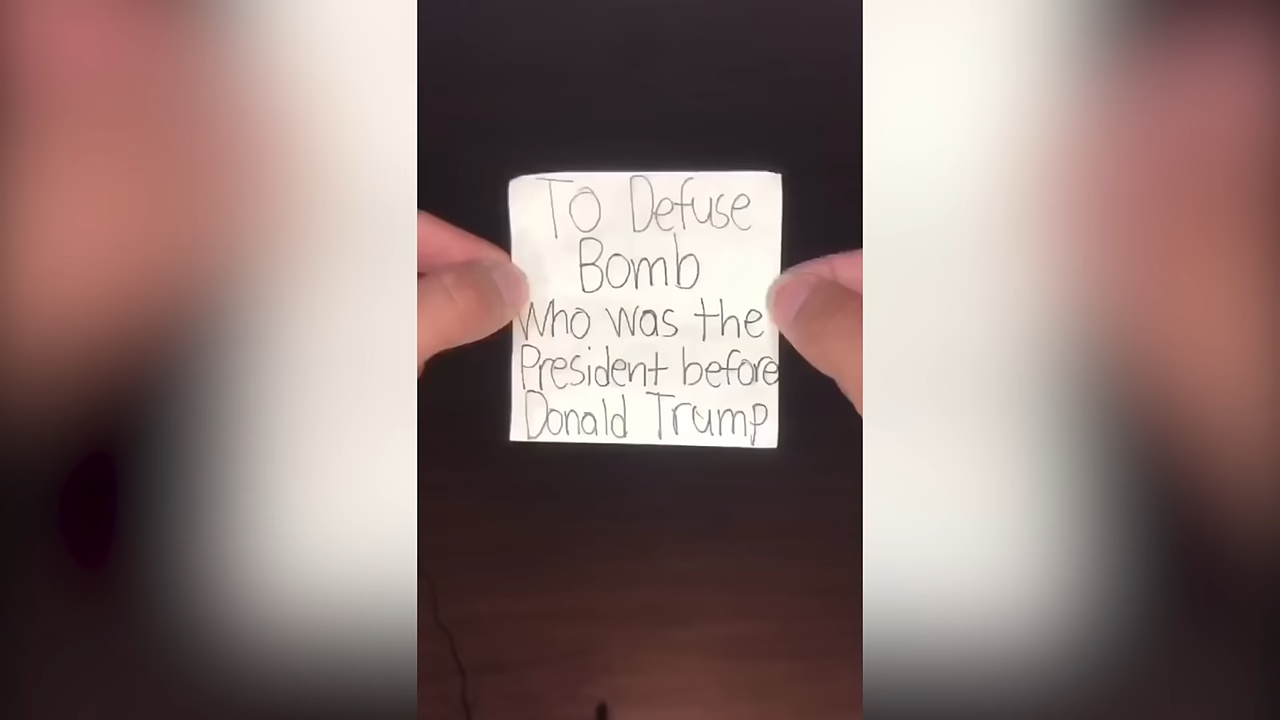 To Defuse
Bomb
Who was the
President before
Donald Trump